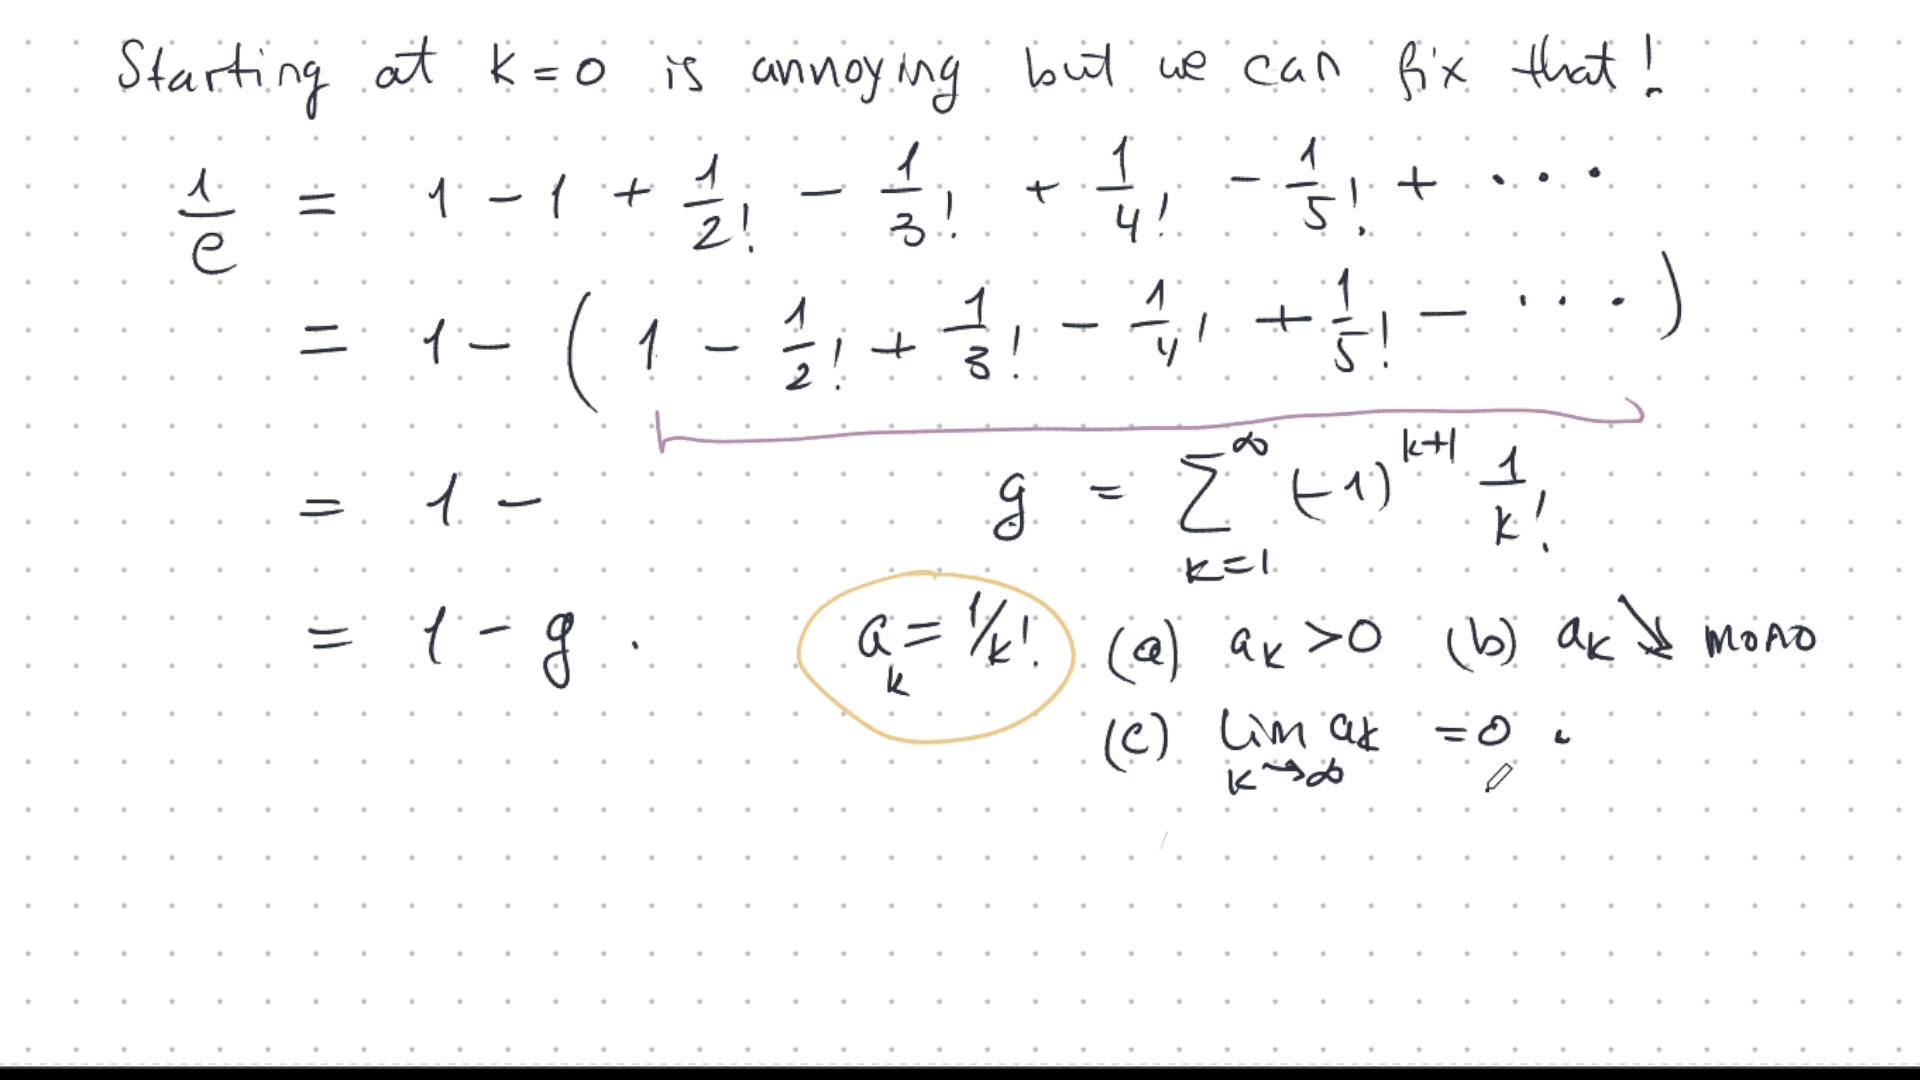 Starting at k = 0 is annoying but we can fix that!
1/e = 1 - 1 + 1/2! - 1/3! + 1/4! - 1/5! + ···
= 1 - ( 1 - 1/2! + 1/3! - 1/4! + 1/5! - ··· )
= 1 - g = ∑_{k=1}^{∞} (-1)^{k+1} 1/k!
= 1 - g . a_k = 1/k! (a) a_k > 0 (b) a_k ↘ mono
(c) lim_{k→∞} a_k = 0 .